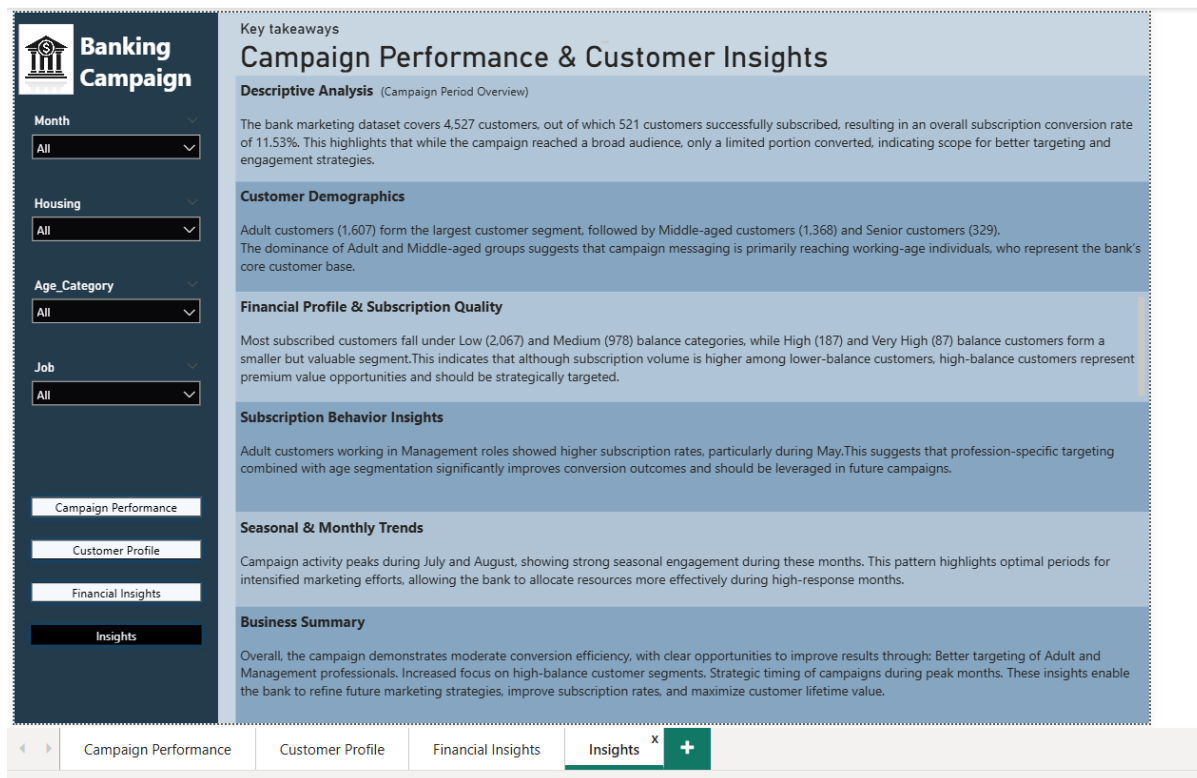 Banking
Campaign
Month
All
Housing
All
Age_Category
All
Job
All
Campaign Performance
Customer Profile
Financial Insights
Insights
Key takeaways
Campaign Performance & Customer Insights
Descriptive Analysis (Campaign Period Overview)
The bank marketing dataset covers 4,527 customers, out of which 521 customers successfully subscribed, resulting in an overall subscription conversion rate
of 11.53%. This highlights that while the campaign reached a broad audience, only a limited portion converted, indicating scope for better targeting and
engagement strategies.
Customer Demographics
Adult customers (1,607) form the largest customer segment, followed by Middle-aged customers (1,368) and Senior customers (329).
The dominance of Adult and Middle-aged groups suggests that campaign messaging is primarily reaching working-age individuals, who represent the bank's
core customer base.
Financial Profile & Subscription Quality
Most subscribed customers fall under Low (2,067) and Medium (978) balance categories, while High (187) and Very High (87) balance customers form a
smaller but valuable segment.This indicates that although subscription volume is higher among lower-balance customers, high-balance customers represent
premium value opportunities and should be strategically targeted.
Subscription Behavior Insights
Adult customers working in Management roles showed higher subscription rates, particularly during May.This suggests that profession-specific targeting
combined with age segmentation significantly improves conversion outcomes and should be leveraged in future campaigns.
Seasonal & Monthly Trends
Campaign activity peaks during July and August, showing strong seasonal engagement during these months. This pattern highlights optimal periods for
intensified marketing efforts, allowing the bank to allocate resources more effectively during high-response months.
Business Summary
Overall, the campaign demonstrates moderate conversion efficiency, with clear opportunities to improve results through: Better targeting of Adult and
Management professionals. Increased focus on high-balance customer segments. Strategic timing of campaigns during peak months. These insights enable
the bank to refine future marketing strategies, improve subscription rates, and maximize customer lifetime value.
Campaign Performance
Customer Profile
Financial Insights
Insights x
+